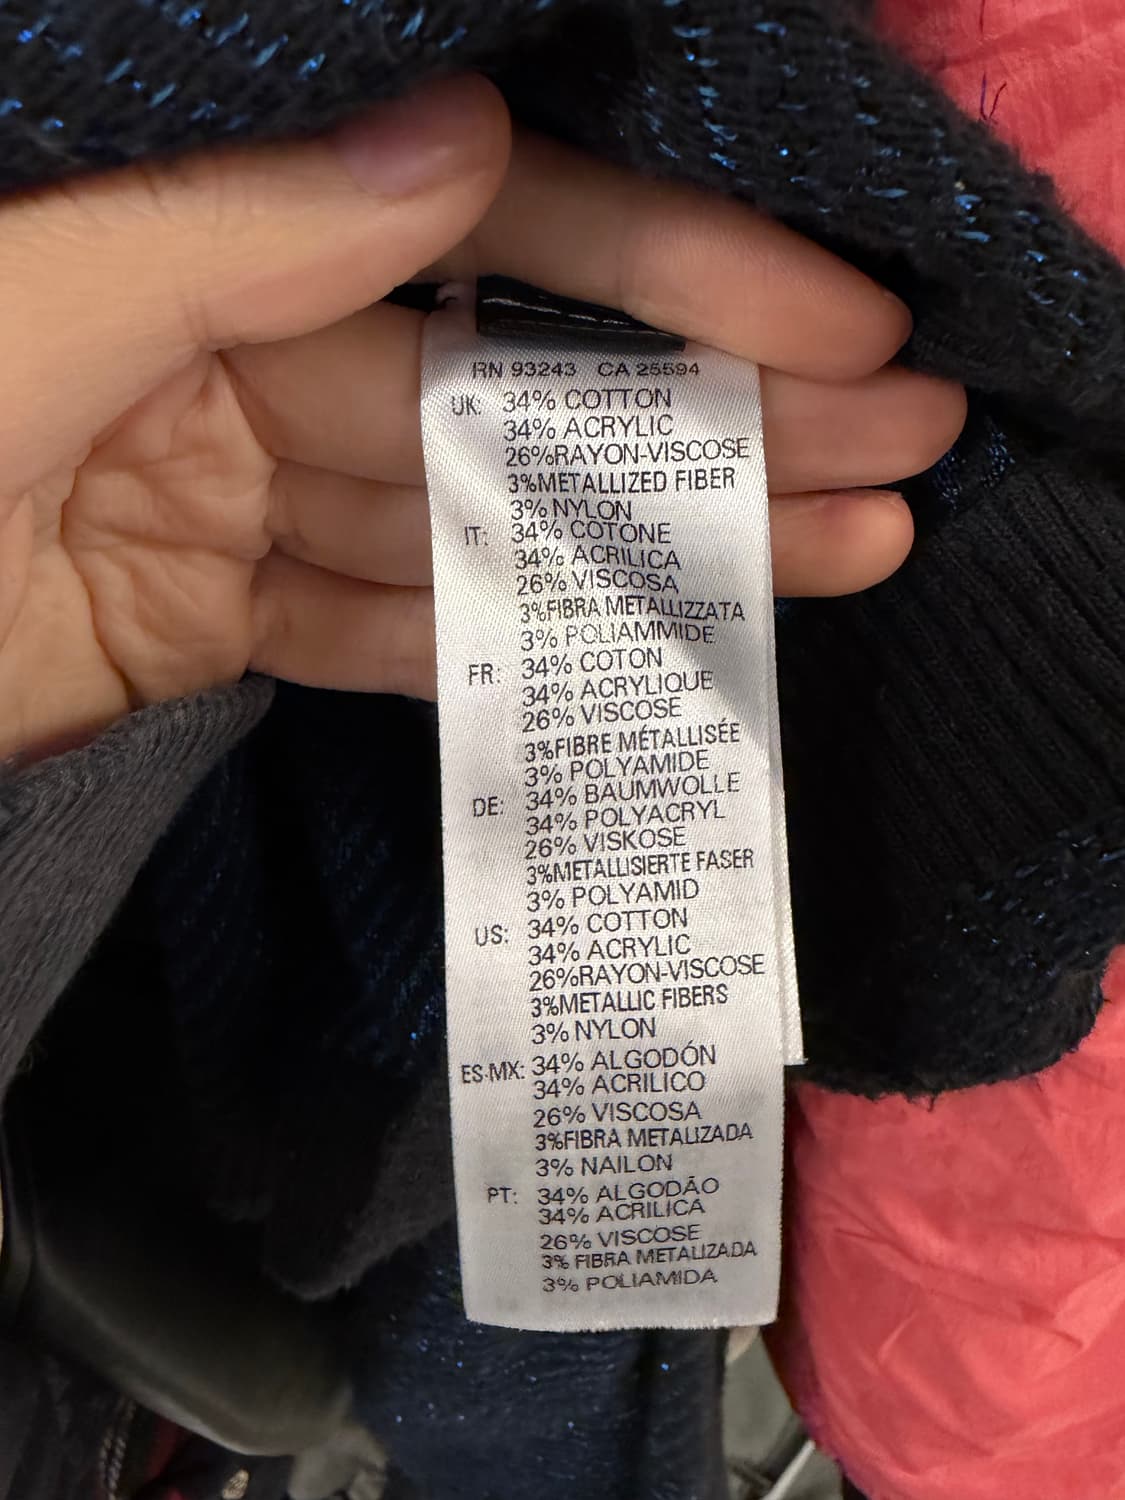 RN 93243 CA 25594
UK: 34% COTTON
34% ACRYLIC
26%RAYON-VISCOSE
3%METALLIZED FIBER
3% NYLON
IT: 34% COTONE
34% ACRILICA
26% VISCOSA
3%FIBRA METALLIZZATA
3% POLIAMMIDE
FR: 34% COTON
34% ACRYLIQUE
26% VISCOSE
3%FIBRE MÉTALLISÉE
3% POLYAMIDE
DE: 34% BAUMWOLLE
34% POLYACRYL
26% VISKOSE
3%METALLISIERTE FASER
3% POLYAMID
US: 34% COTTON
34% ACRYLIC
26%RAYON-VISCOSE
3%METALLIC FIBERS
3% NYLON
ES-MX: 34% ALGODÓN
34% ACRILICO
26% VISCOSA
3%FIBRA METALIZADA
3% NAILON
PT: 34% ALGODÃO
34% ACRILICA
26% VISCOSE
3% FIBRA METALIZADA
3% POLIAMIDA